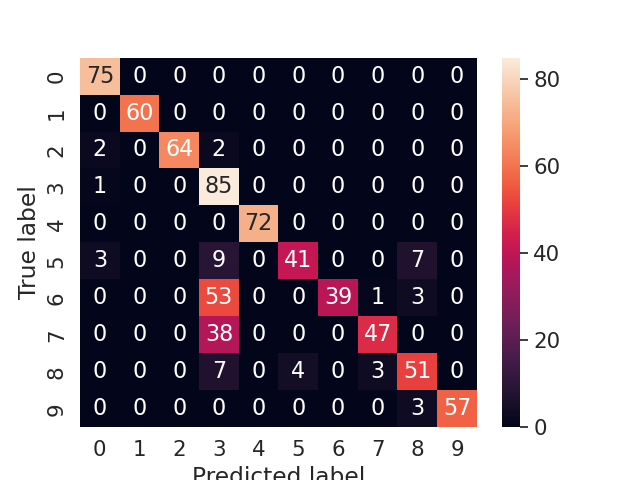 0 75 0 0 0 0 0 0 0 0 0
1 0 60 0 0 0 0 0 0 0 0
2 2 0 64 2 0 0 0 0 0 0
3 1 0 0 85 0 0 0 0 0 0
4 0 0 0 0 72 0 0 0 0 0
5 3 0 0 9 0 41 0 0 7 0
6 0 0 0 53 0 0 39 1 3 0
7 0 0 0 38 0 0 0 47 0 0
8 0 0 0 7 0 4 0 3 51 0
9 0 0 0 0 0 0 0 0 3 57
0 1 2 3 4 5 6 7 8 9
Predicted label
True label
80
60
40
20
0